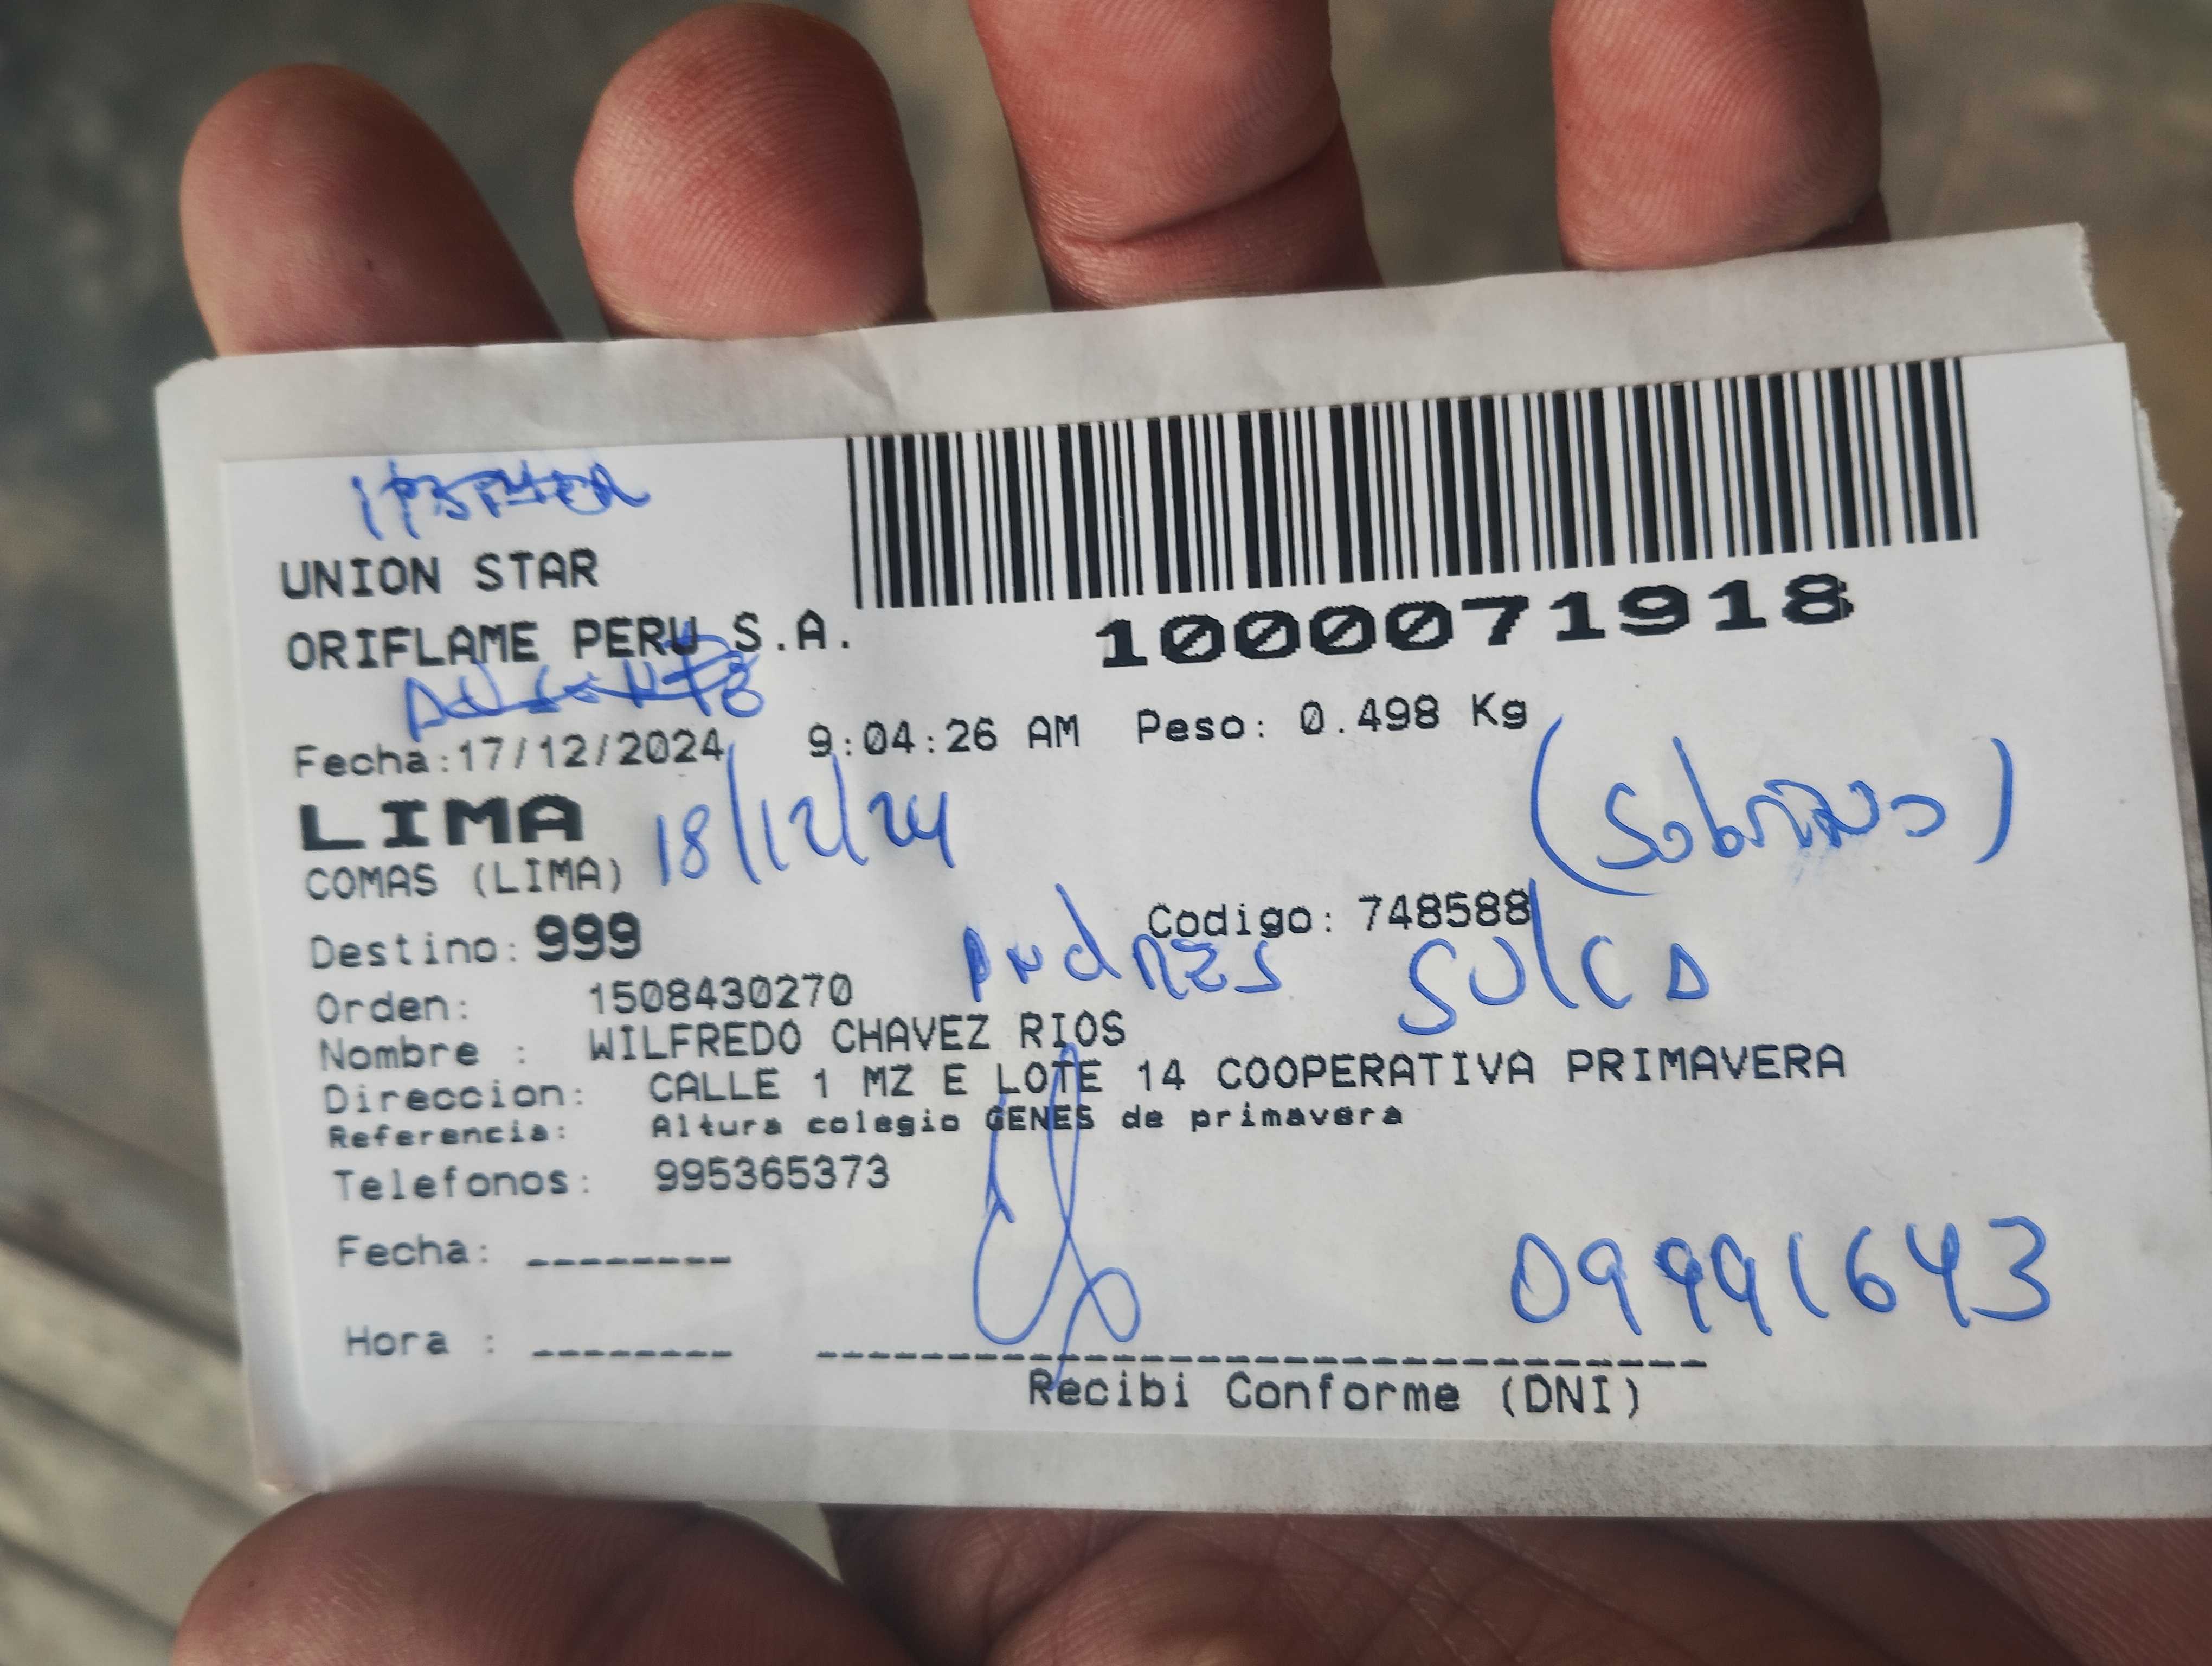 UNION STAR
ORIFLAME PERU S.A.
1000071918
Fecha:17/12/2024 9:04:26 AM Peso: 0.498 Kg
LIMA 18/12/24 (Sobrino)
COMAS (LIMA)
Codigo: 748588
Destino: 999
ANdRES SUlCA
Orden: 1508430270
Nombre : WILFREDO CHAVEZ RIOS
Direccion: CALLE 1 MZ E LOTE 14 COOPERATIVA PRIMAVERA
Referencia: Altura colegio GENES de primavera
Telefonos: 995365373
Fecha: --------
09991643
Hora : --------
Recibi Conforme (DNI)